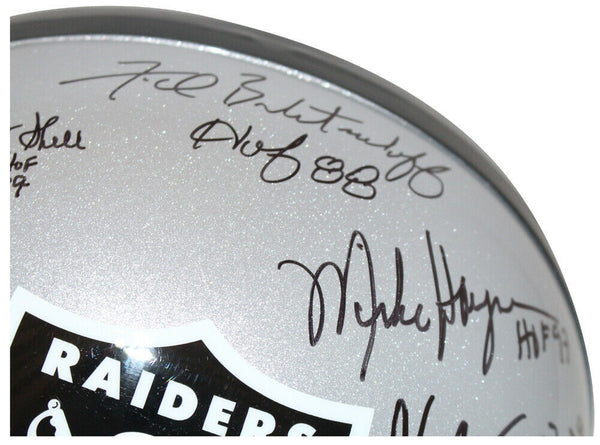 Fred Biletnikoff
HOF 88
Shell
HOF
Mike Haynes
HOF 97
RAIDERS